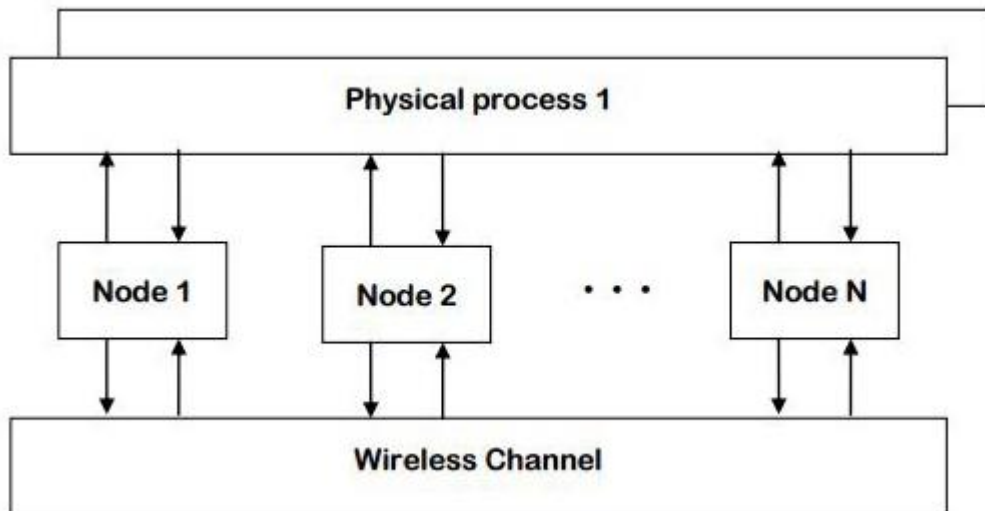 Physical process 1
Node 1
Node 2
. . .
Node N
Wireless Channel